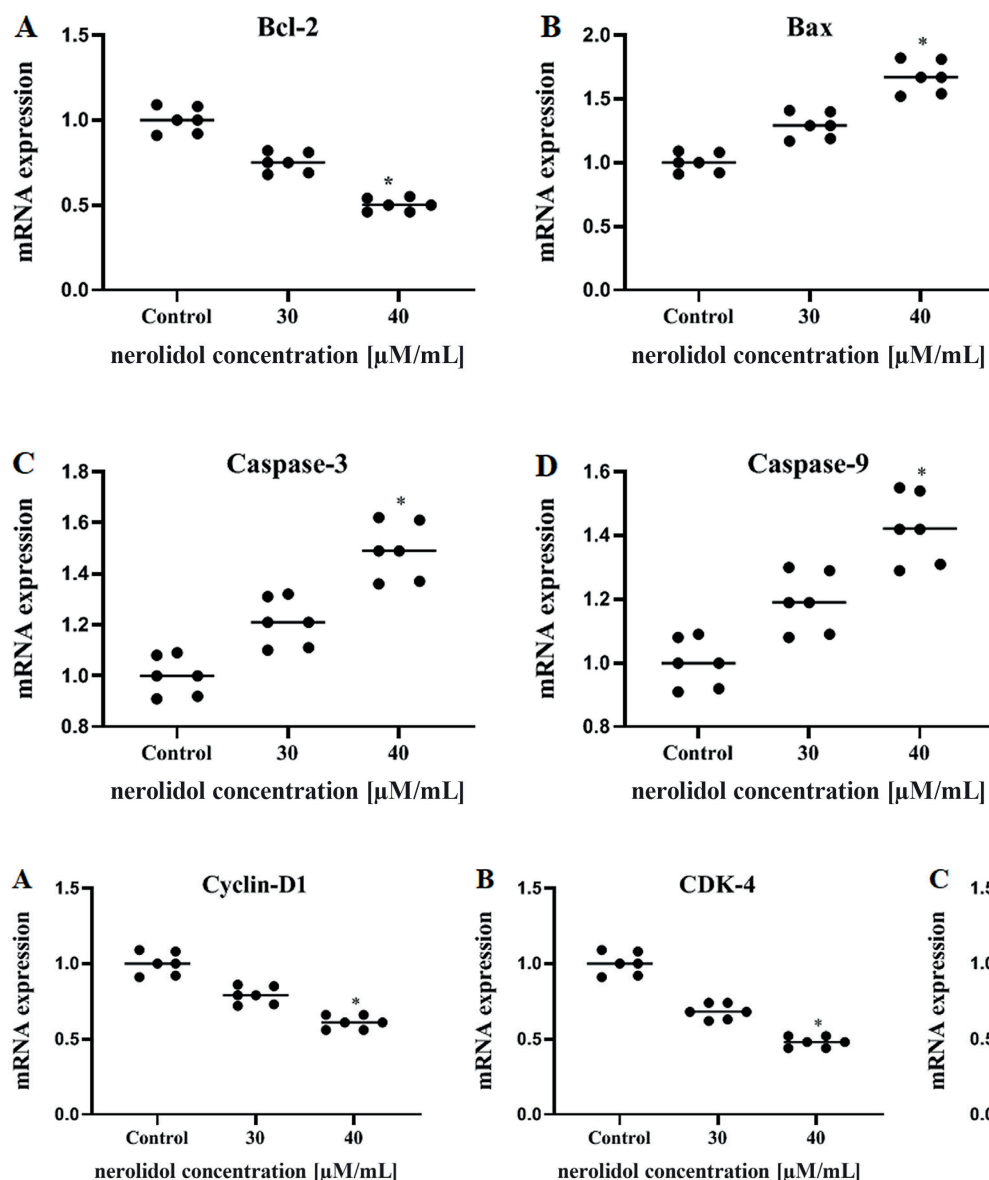 A
Bcl-2
mRNA expression
1.5
1.0
0.5
0.0
*
Control 30 40
nerolidol concentration [µM/mL]
B
Bax
mRNA expression
2.0
1.5
1.0
0.5
0.0
*
Control 30 40
nerolidol concentration [µM/mL]
C
Caspase-3
mRNA expression
1.8
1.6
1.4
1.2
1.0
0.8
*
Control 30 40
nerolidol concentration [µM/mL]
D
Caspase-9
mRNA expression
1.6
1.4
1.2
1.0
0.8
*
Control 30 40
nerolidol concentration [µM/mL]
A
Cyclin-D1
mRNA expression
1.5
1.0
0.5
0.0
*
Control 30 40
nerolidol concentration [µM/mL]
B
CDK-4
mRNA expression
1.5
1.0
0.5
0.0
*
Control 30 40
nerolidol concentration [µM/mL]
C
mRNA expression